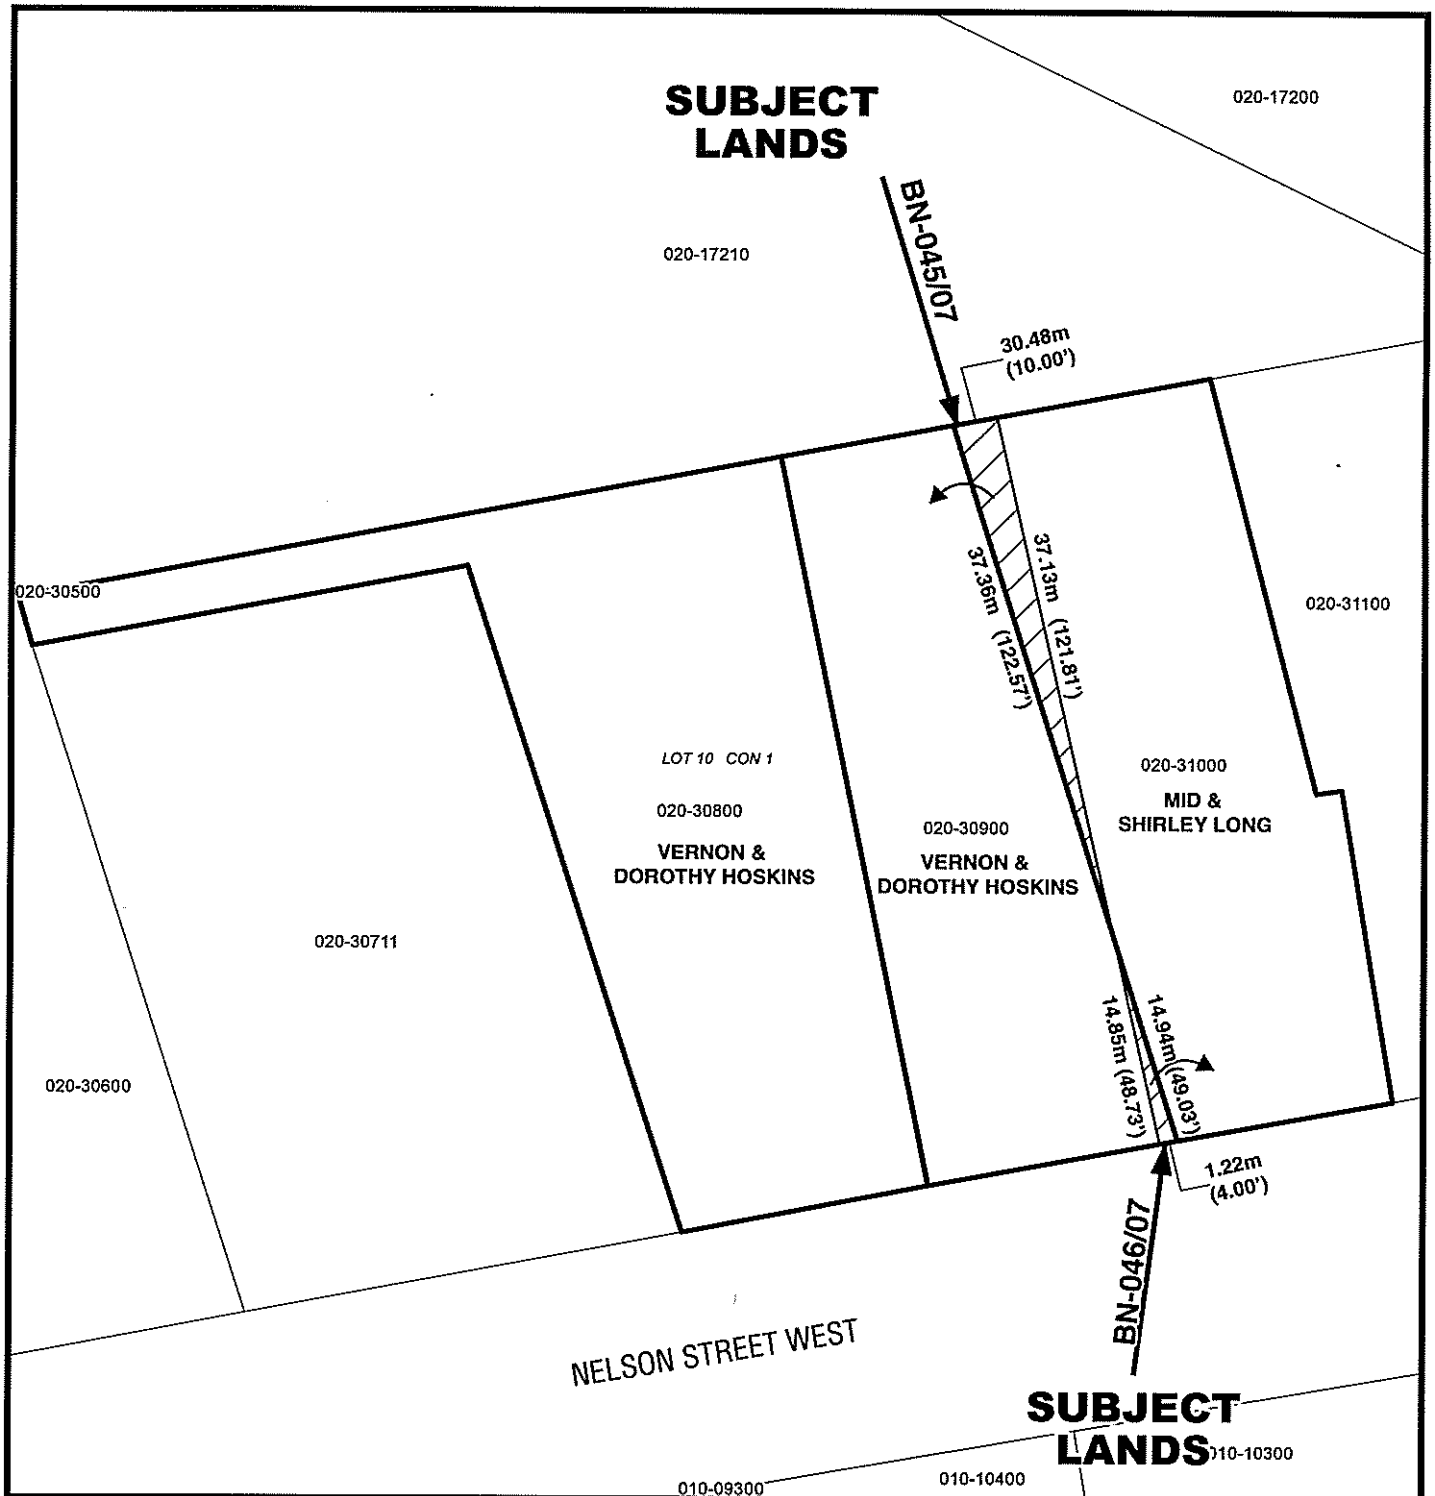 SUBJECT
LANDS
020-17200
020-17210
BN-045/07
30.48m
(10.00')
37.36m (122.57')
37.13m (121.81')
020-30500
020-31100
LOT 10 CON 1
020-30800
VERNON &
DOROTHY HOSKINS
020-30900
VERNON &
DOROTHY HOSKINS
020-31000
MID &
SHIRLEY LONG
020-30711
020-30600
14.85m (48.73')
14.94m (49.03')
1.22m
(4.00')
BN-046/07
NELSON STREET WEST
SUBJECT
LANDS
10-10300
010-10400
010-09300